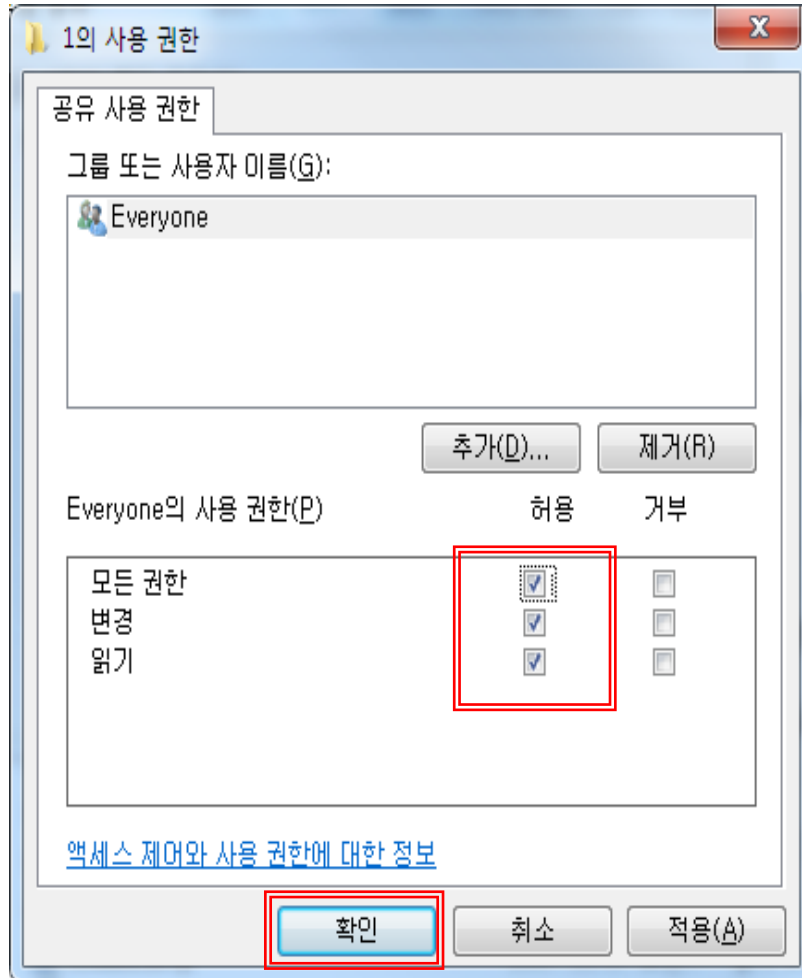 1의 사용 권한
공유 사용 권한
그룹 또는 사용자 이름(G):
Everyone
추가(D)... 제거(R)
Everyone의 사용 권한(P) 허용 거부
모든 권한
변경
읽기
액세스 제어와 사용 권한에 대한 정보
확인 취소 적용(A)